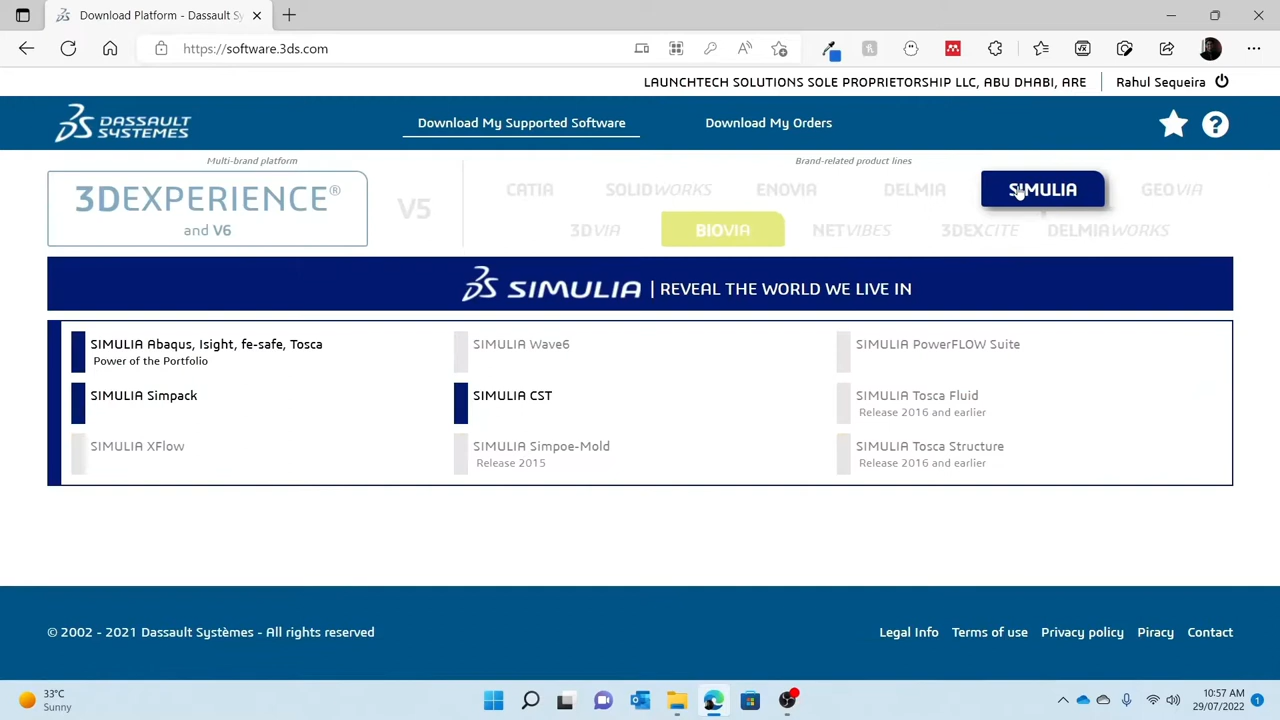 Download Platform - Dassault Sy
https://software.3ds.com
LAUNCHTECH SOLUTIONS SOLE PROPRIETORSHIP LLC, ABU DHABI, ARE
Rahul Sequeira
DASSAULT SYSTEMES
Download My Supported Software
Download My Orders
Multi-brand platform
Brand-related product lines
3DEXPERIENCE®
and V6
V5
CATIA
SOLIDWORKS
ENOVIA
DELMIA
SIMULIA
GEOVIA
3DVIA
BIOVIA
NETVIBES
3DEXCITE
DELMIAWORKS
SIMULIA | REVEAL THE WORLD WE LIVE IN
SIMULIA Abaqus, Isight, fe-safe, Tosca
Power of the Portfolio
SIMULIA Wave6
SIMULIA PowerFLOW Suite
SIMULIA Simpack
SIMULIA CST
SIMULIA Tosca Fluid
Release 2016 and earlier
SIMULIA XFlow
SIMULIA Simpoe-Mold
Release 2015
SIMULIA Tosca Structure
Release 2016 and earlier
© 2002 - 2021 Dassault Systèmes - All rights reserved
Legal Info
Terms of use
Privacy policy
Piracy
Contact
33°C
Sunny
10:57 AM
29/07/2022
1